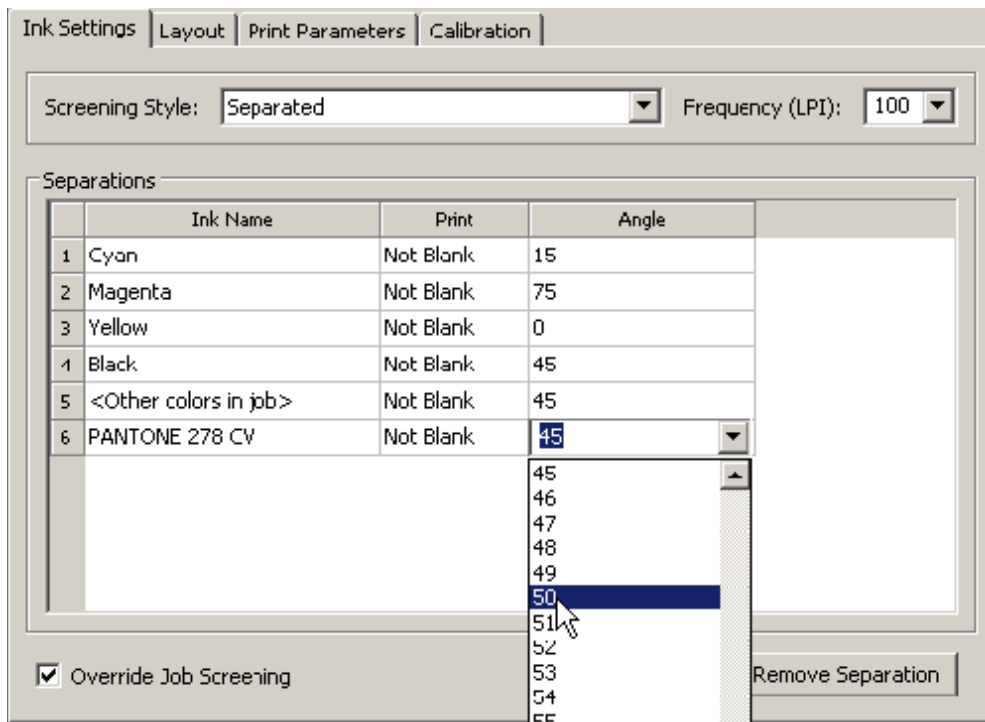 Ink Settings Layout Print Parameters Calibration
Screening Style: Separated Frequency (LPI): 100
Separations
Ink Name Print Angle
1 Cyan Not Blank 15
2 Magenta Not Blank 75
3 Yellow Not Blank 0
4 Black Not Blank 45
5 <Other colors in job> Not Blank 45
6 PANTONE 278 CV Not Blank 45
45
46
47
48
49
50
51
52
53
54
55
Override Job Screening Remove Separation